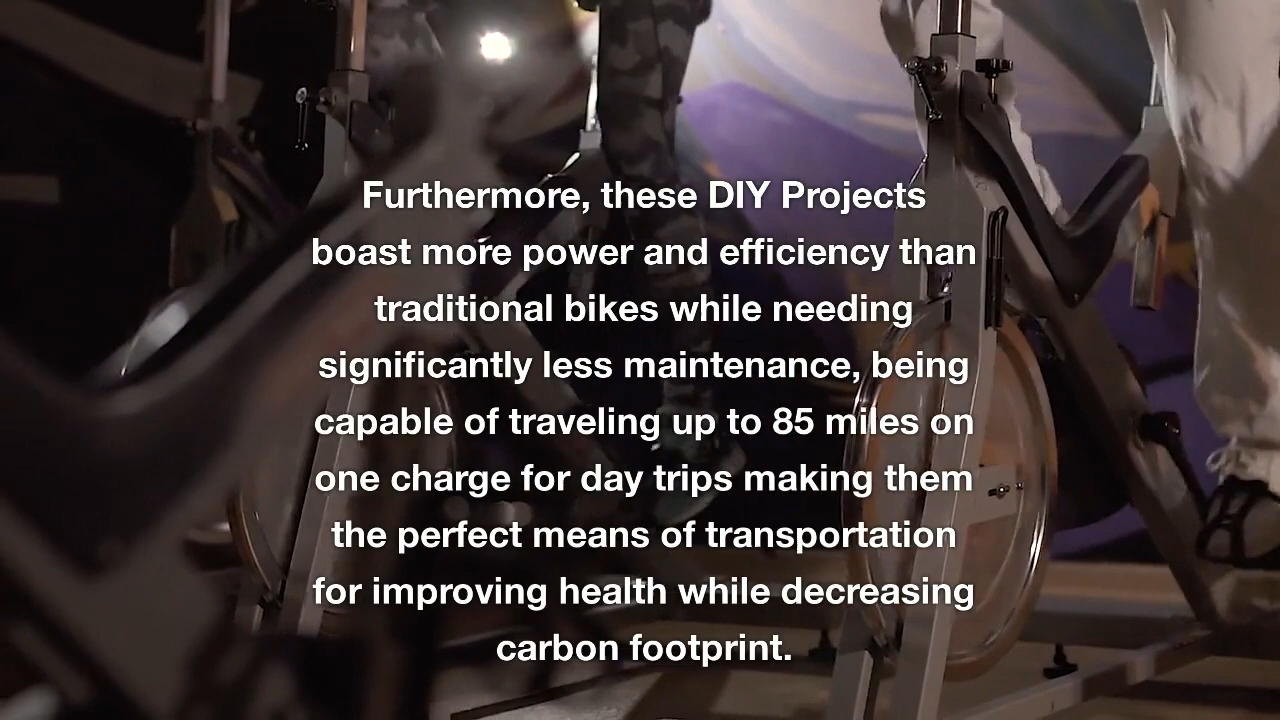 Furthermore, these DIY Projects
boast more power and efficiency than
traditional bikes while needing
significantly less maintenance, being
capable of traveling up to 85 miles on
one charge for day trips making them
the perfect means of transportation
for improving health while decreasing
carbon footprint.